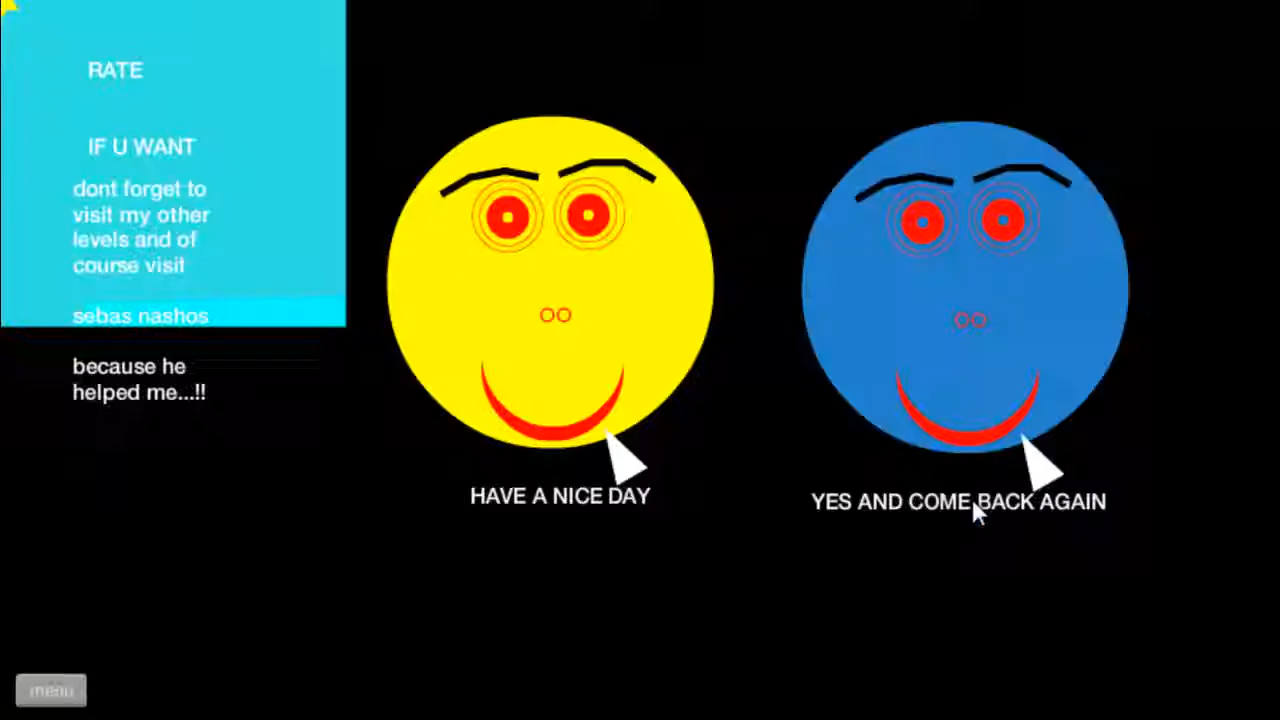 RATE
IF U WANT
dont forget to
visit my other
levels and of
course visit
sebas nashos
because he
helped me...!!
HAVE A NICE DAY
YES AND COME BACK AGAIN
menu